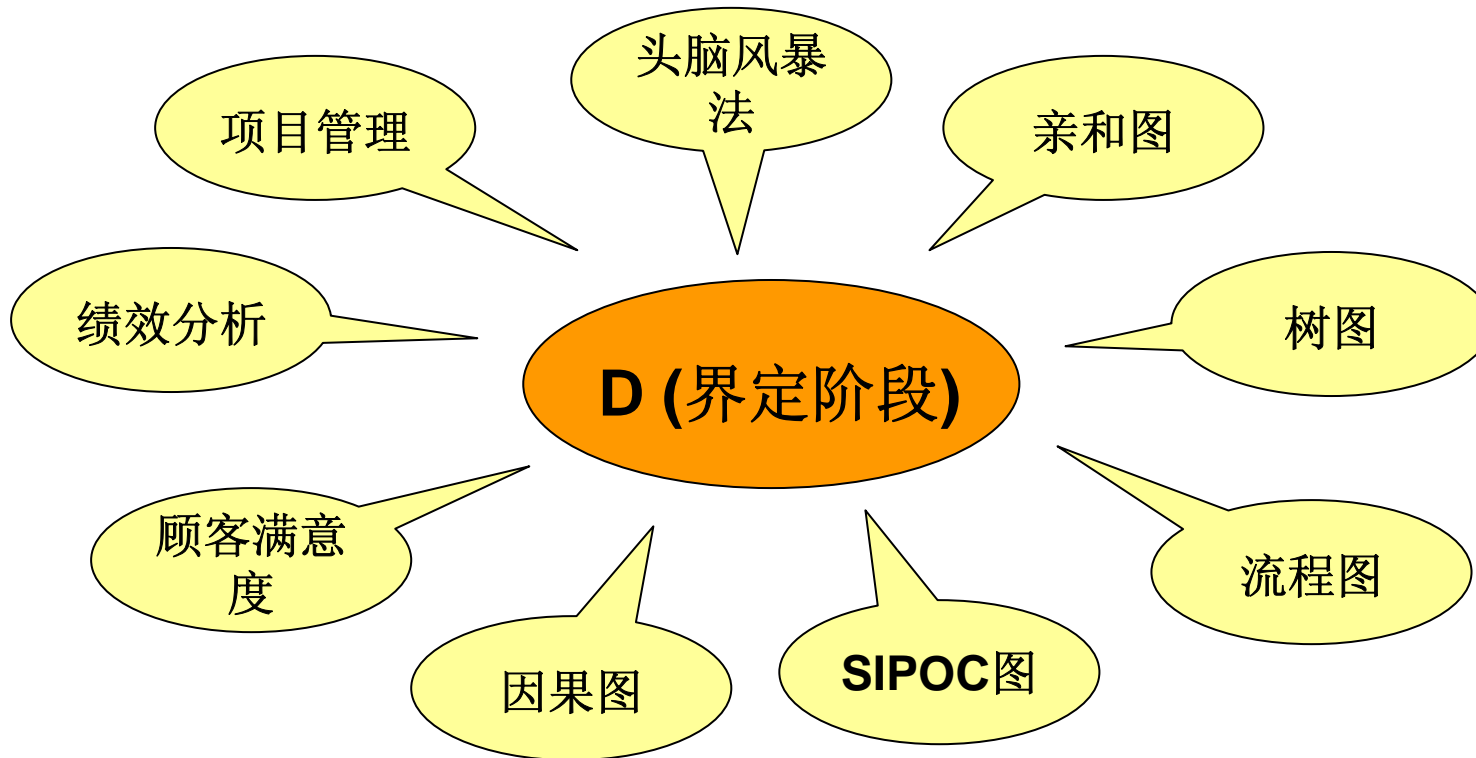 头脑风暴
法
项目管理
亲和图
绩效分析
树图
D (界定阶段)
顾客满意
度
流程图
因果图
SIPOC图